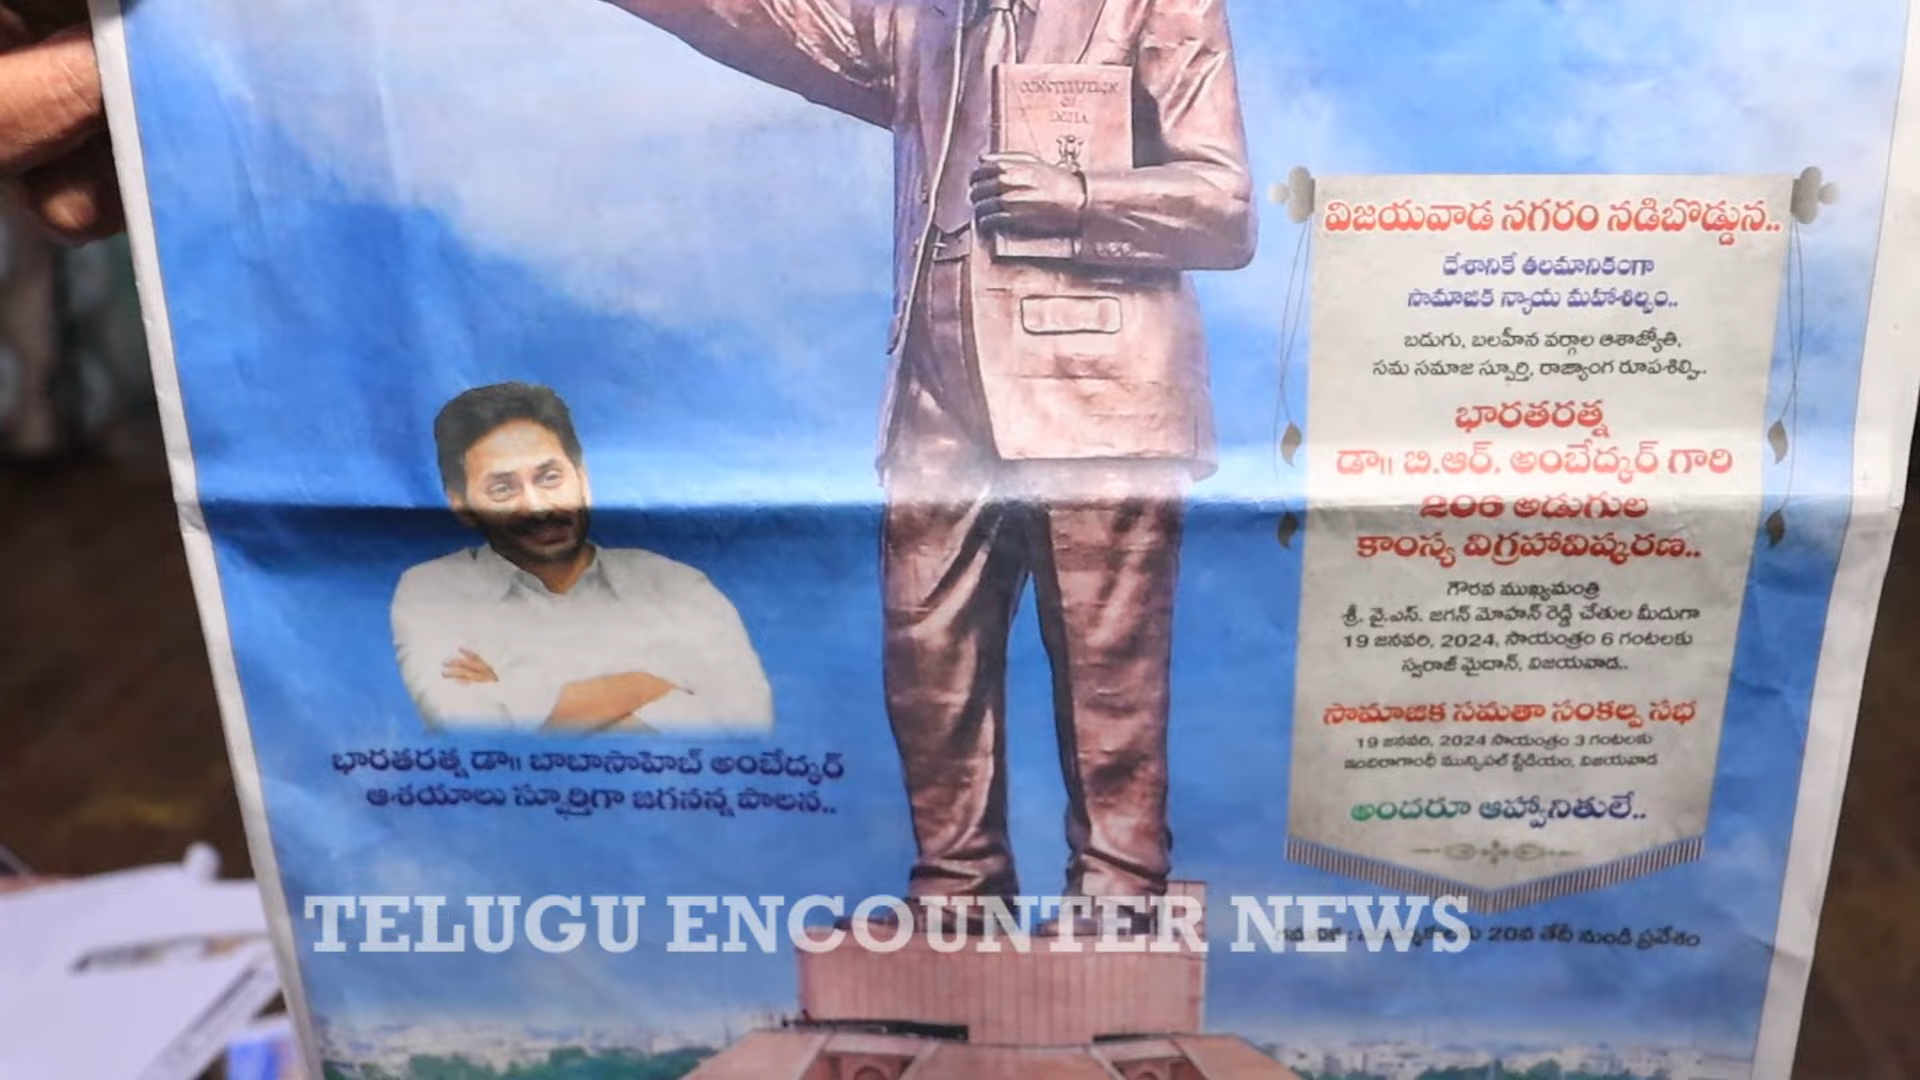 CONSTITUTION
OF
INDIA
విజయవాడ నగరం నడిబొడ్డున..
దేశానికే తలమానికంగా
సామాజిక న్యాయ మహాశిల్పం..
బడుగు, బలహీన వర్గాల ఆశాజ్యోతి,
సమ సమాజ స్ఫూర్తి, రాజ్యాంగ రూపశిల్పి..
భారతరత్న
డా॥ బి.ఆర్. అంబేద్కర్ గారి
206 అడుగుల
కాంస్య విగ్రహావిష్కరణ..
గౌరవ ముఖ్యమంత్రి
శ్రీ. వై.ఎస్. జగన్ మోహన్ రెడ్డి చేతుల మీదుగా
19 జనవరి, 2024, సాయంత్రం 6 గంటలకు
స్వరాజ్ మైదాన్, విజయవాడ..
సామాజిక సమతా సంకల్ప సభ
19 జనవరి, 2024 సాయంత్రం 3 గంటలకు
ఇందిరాగాంధీ మున్సిపల్ స్టేడియం, విజయవాడ
అందరూ ఆహ్వానితులే..
భారతరత్న డా॥ బాబాసాహెబ్ అంబేద్కర్
ఆశయాలు స్ఫూర్తిగా జగనన్న పాలన..
TELUGU ENCOUNTER NEWS
20వ తేదీ నుండి ప్రవేశం